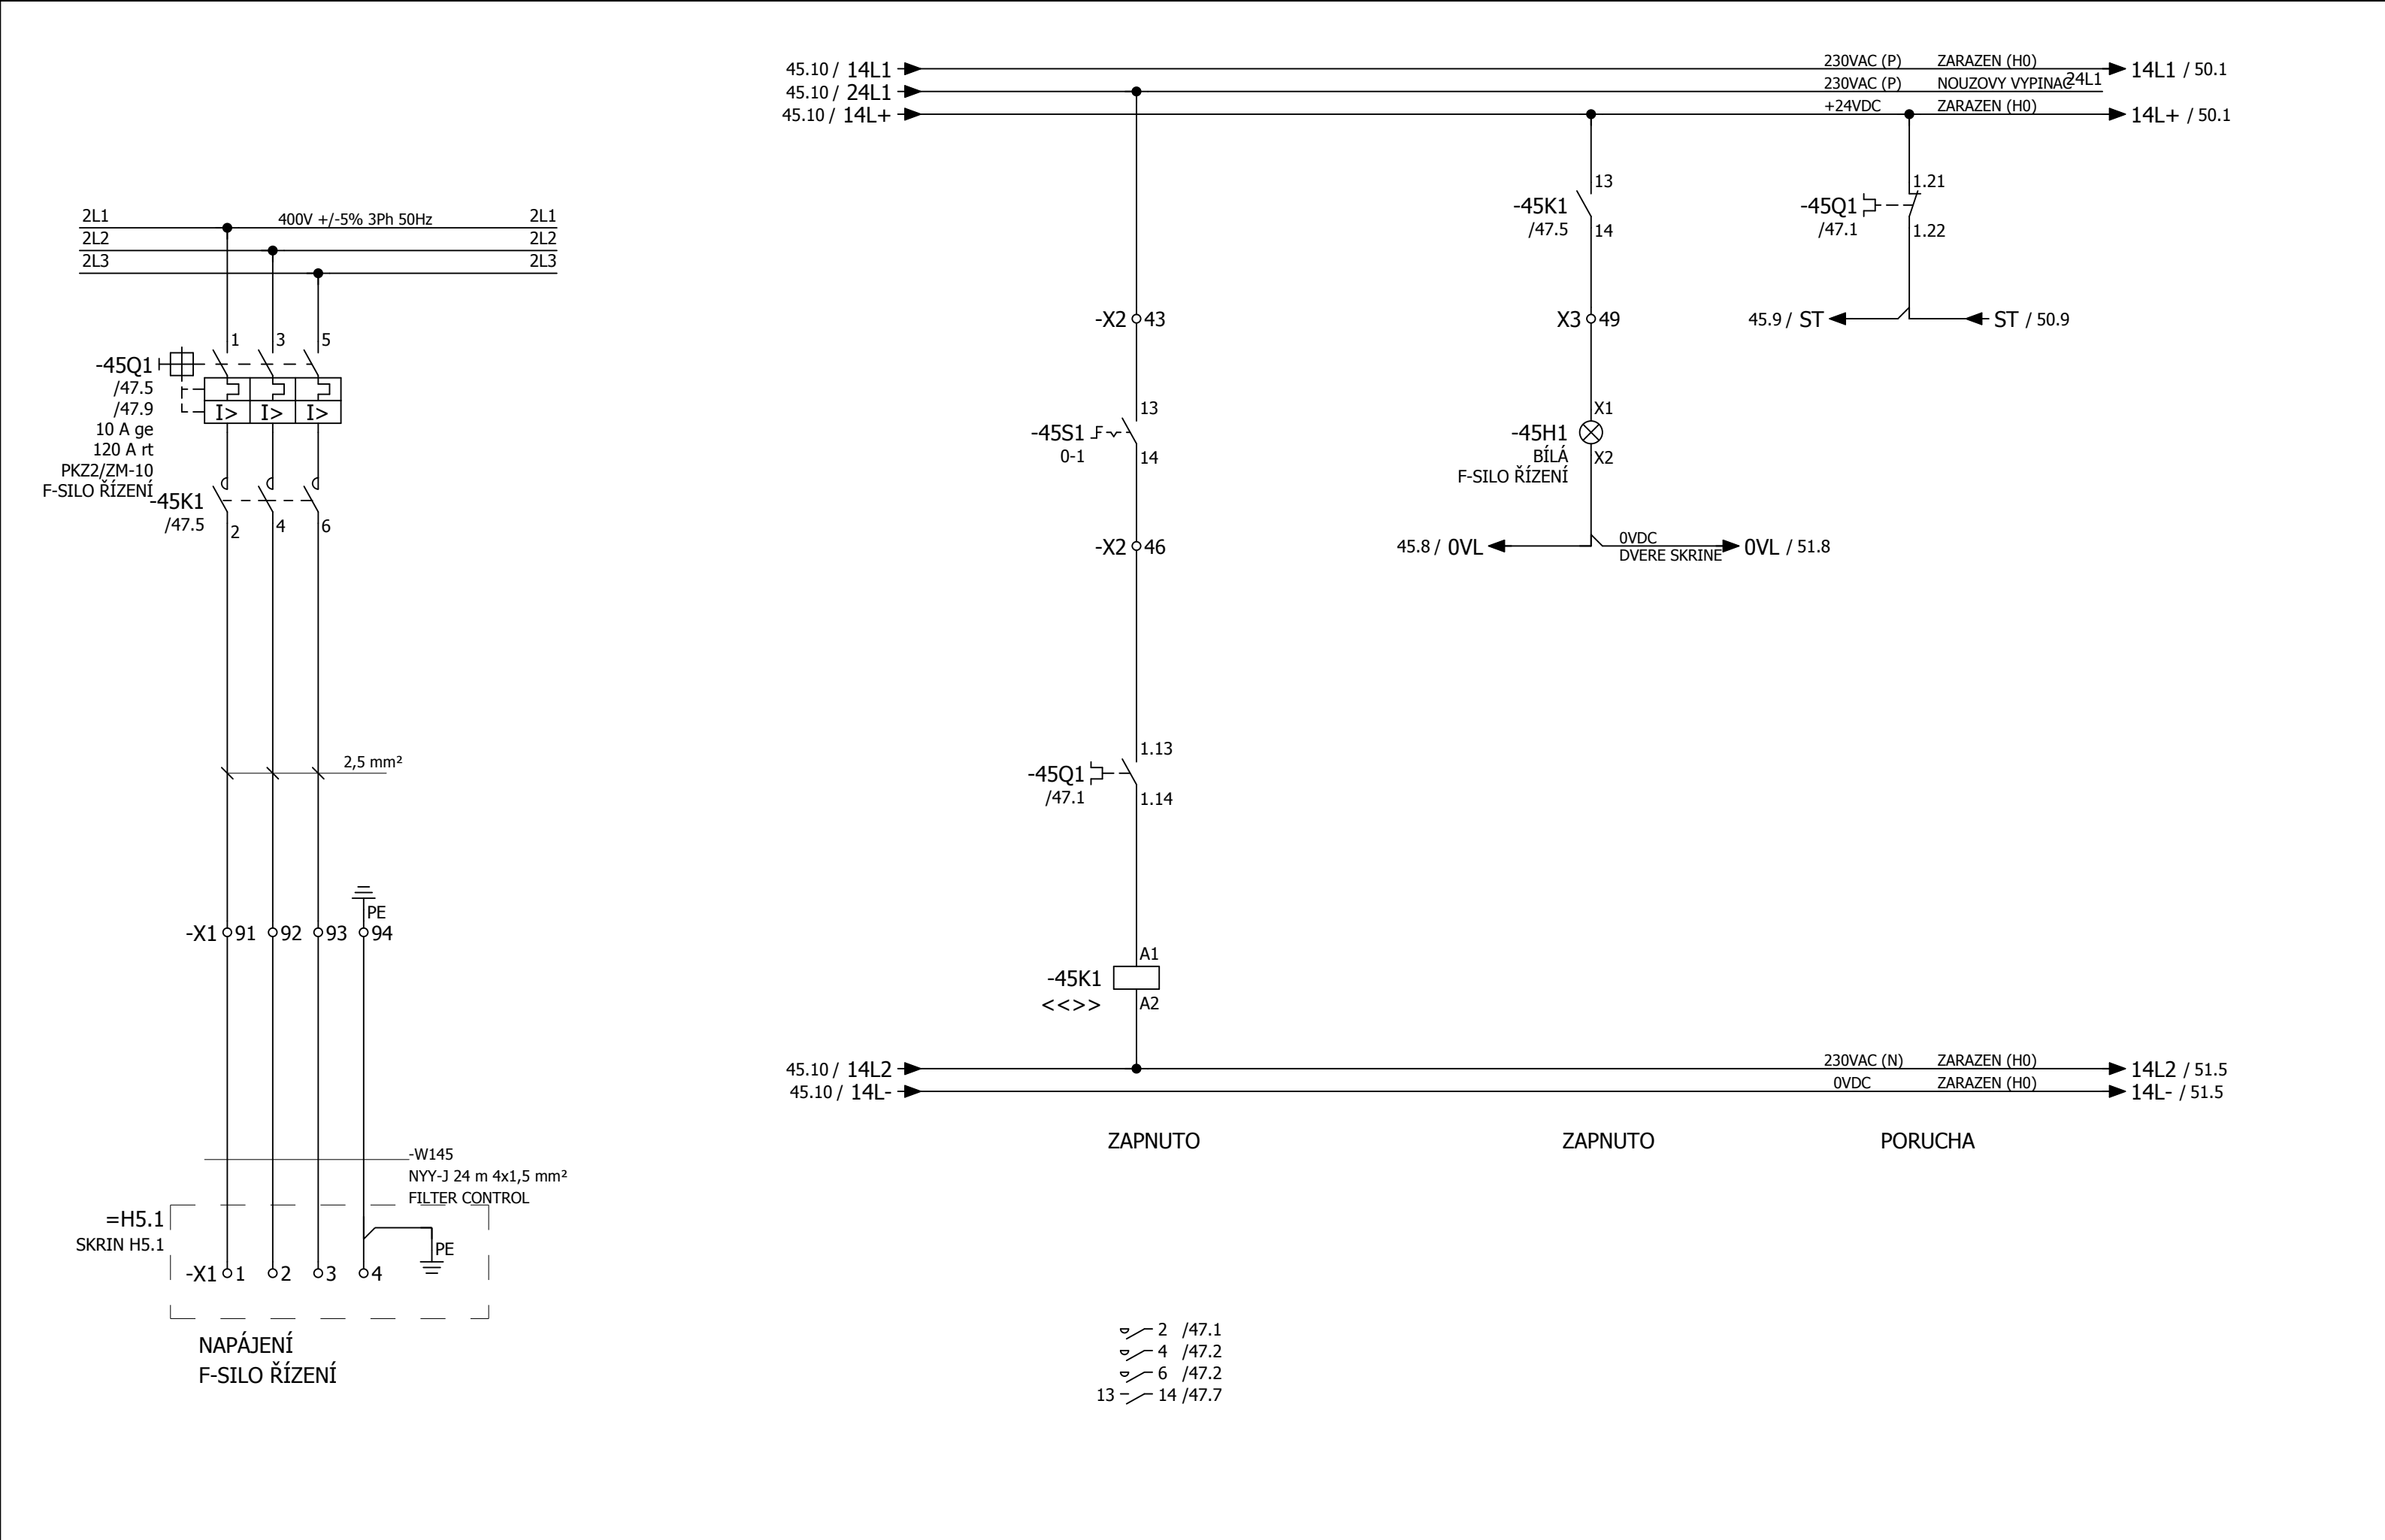 45.10 / 14L1
230VAC (P) ZARAZEN (H0)
14L1 / 50.1
45.10 / 24L1
230VAC (P) NOUZOVY VYPINAC
24L1
45.10 / 14L+
+24VDC ZARAZEN (H0)
14L+ / 50.1
2L1 400V +/-5% 3Ph 50Hz 2L1
2L2 2L2
2L3 2L3
1 3 5
-45Q1
/47.5
/47.9
10 A ge
120 A rt
PKZ2/ZM-10
F-SILO ŘÍZENÍ
I> I> I>
-45K1
/47.5
2 4 6
2,5 mm²
PE
-X1 91 92 93 94
-W145
NYY-J 24 m 4x1,5 mm²
FILTER CONTROL
=H5.1
SKRIN H5.1
PE
-X1 1 2 3 4
NAPÁJENÍ
F-SILO ŘÍZENÍ
-X2 43
13
-45S1
0-1
14
-X2 46
1.13
-45Q1
/47.1
1.14
A1
-45K1
<<>>
A2
13
-45K1
/47.5
14
X3 49
X1
-45H1
BÍLÁ
X2
F-SILO ŘÍZENÍ
45.8 / 0VL
0VDC
DVERE SKRINE
0VL / 51.8
1.21
-45Q1
/47.1
1.22
45.9 / ST
ST / 50.9
45.10 / 14L2
230VAC (N) ZARAZEN (H0)
14L2 / 51.5
45.10 / 14L-
0VDC ZARAZEN (H0)
14L- / 51.5
ZAPNUTO ZAPNUTO PORUCHA
2 /47.1
4 /47.2
6 /47.2
13 14 /47.7